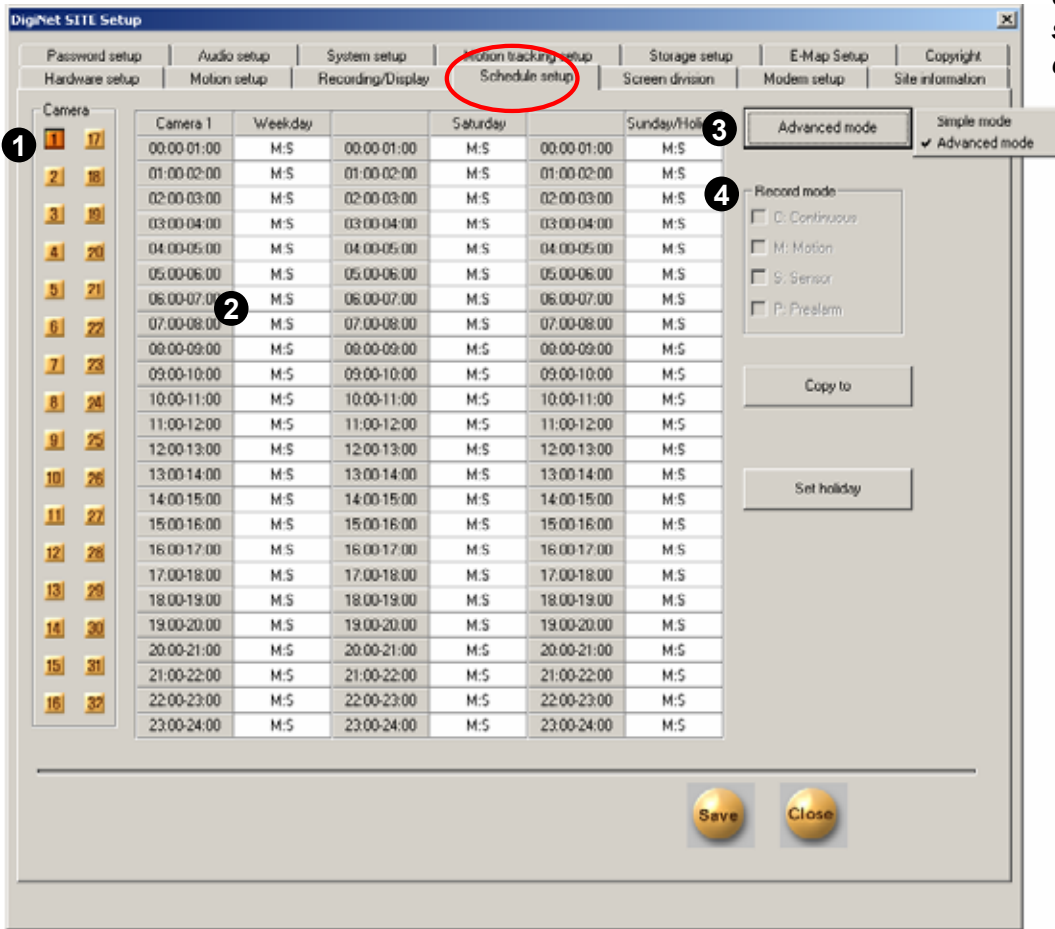 DigiNet SITE Setup
Password setup Audio setup System setup Motion tracking setup Storage setup E-Map Setup Copyright
Hardware setup Motion setup Recording/Display Schedule setup Screen division Modem setup Site information
Camera
1 17
2 18
3 19
4 20
5 21
6 22
7 23
8 24
9 25
10 26
11 27
12 28
13 29
14 30
15 31
16 32
1
Camera 1 Weekday Saturday
00:00-01:00 M:S 00:00-01:00 M:S 00:00-01:00 M:S
01:00-02:00 M:S 01:00-02:00 M:S 01:00-02:00 M:S
02:00-03:00 M:S 02:00-03:00 M:S 02:00-03:00 M:S
03:00-04:00 M:S 03:00-04:00 M:S 03:00-04:00 M:S
04:00-05:00 M:S 04:00-05:00 M:S 04:00-05:00 M:S
05:00-06:00 M:S 05:00-06:00 M:S 05:00-06:00 M:S
06:00-07:00 M:S 06:00-07:00 M:S 06:00-07:00 M:S
2
07:00-08:00 M:S 07:00-08:00 M:S 07:00-08:00 M:S
08:00-09:00 M:S 08:00-09:00 M:S 08:00-09:00 M:S
09:00-10:00 M:S 09:00-10:00 M:S 09:00-10:00 M:S
10:00-11:00 M:S 10:00-11:00 M:S 10:00-11:00 M:S
11:00-12:00 M:S 11:00-12:00 M:S 11:00-12:00 M:S
12:00-13:00 M:S 12:00-13:00 M:S 12:00-13:00 M:S
13:00-14:00 M:S 13:00-14:00 M:S 13:00-14:00 M:S
14:00-15:00 M:S 14:00-15:00 M:S 14:00-15:00 M:S
15:00-16:00 M:S 15:00-16:00 M:S 15:00-16:00 M:S
16:00-17:00 M:S 16:00-17:00 M:S 16:00-17:00 M:S
17:00-18:00 M:S 17:00-18:00 M:S 17:00-18:00 M:S
18:00-19:00 M:S 18:00-19:00 M:S 18:00-19:00 M:S
19:00-20:00 M:S 19:00-20:00 M:S 19:00-20:00 M:S
20:00-21:00 M:S 20:00-21:00 M:S 20:00-21:00 M:S
21:00-22:00 M:S 21:00-22:00 M:S 21:00-22:00 M:S
22:00-23:00 M:S 22:00-23:00 M:S 22:00-23:00 M:S
23:00-24:00 M:S 23:00-24:00 M:S 23:00-24:00 M:S
3
Advanced mode
Simple mode
✓ Advanced mode
4
Record mode
C: Continuous
M: Motion
S: Sensor
P: Prealarm
Copy to
Set holiday
Save Close